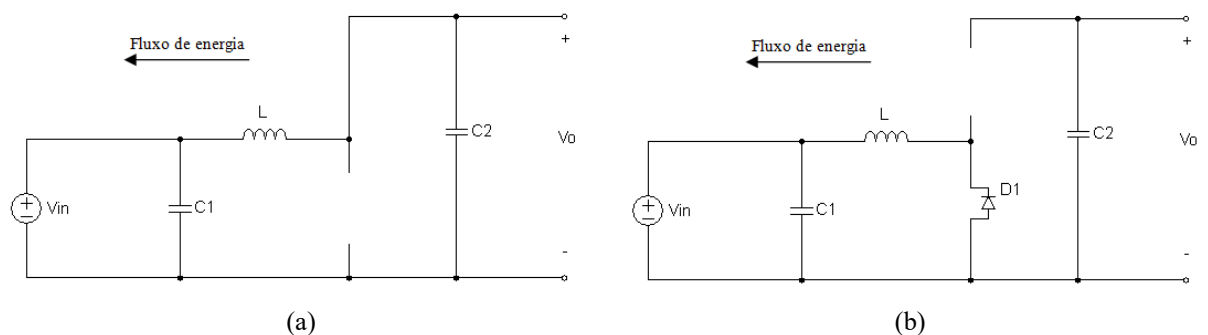 Fluxo de energia
+
L
C2
Vo
Vin
C1
-
(a)
Fluxo de energia
+
L
C2
Vo
D1
Vin
C1
-
(b)